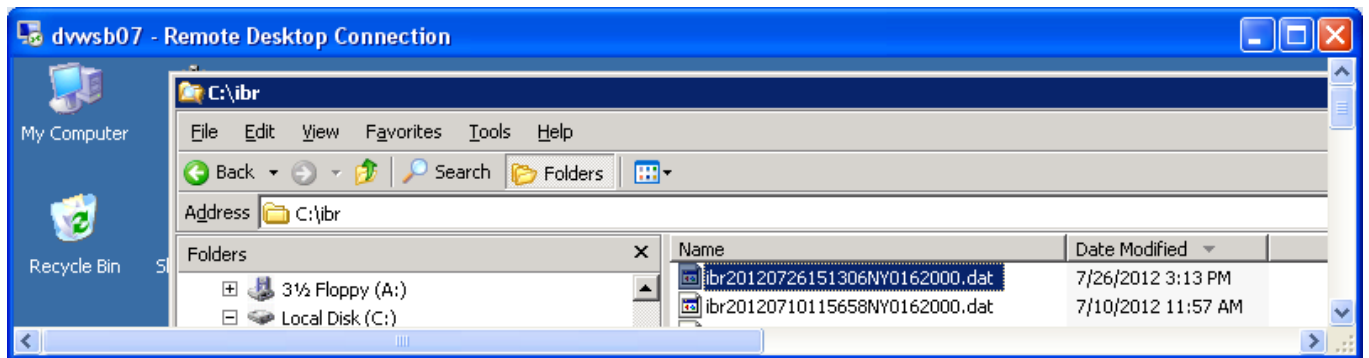 dvwsb07 - Remote Desktop Connection
C:\ibr
My Computer
File Edit View Favorites Tools Help
Back Search Folders
Address C:\ibr
Recycle Bin
Folders
Name Date Modified
3½ Floppy (A:)
ibr20120726151306NY0162000.dat 7/26/2012 3:13 PM
Local Disk (C:)
ibr20120710115658NY0162000.dat 7/10/2012 11:57 AM